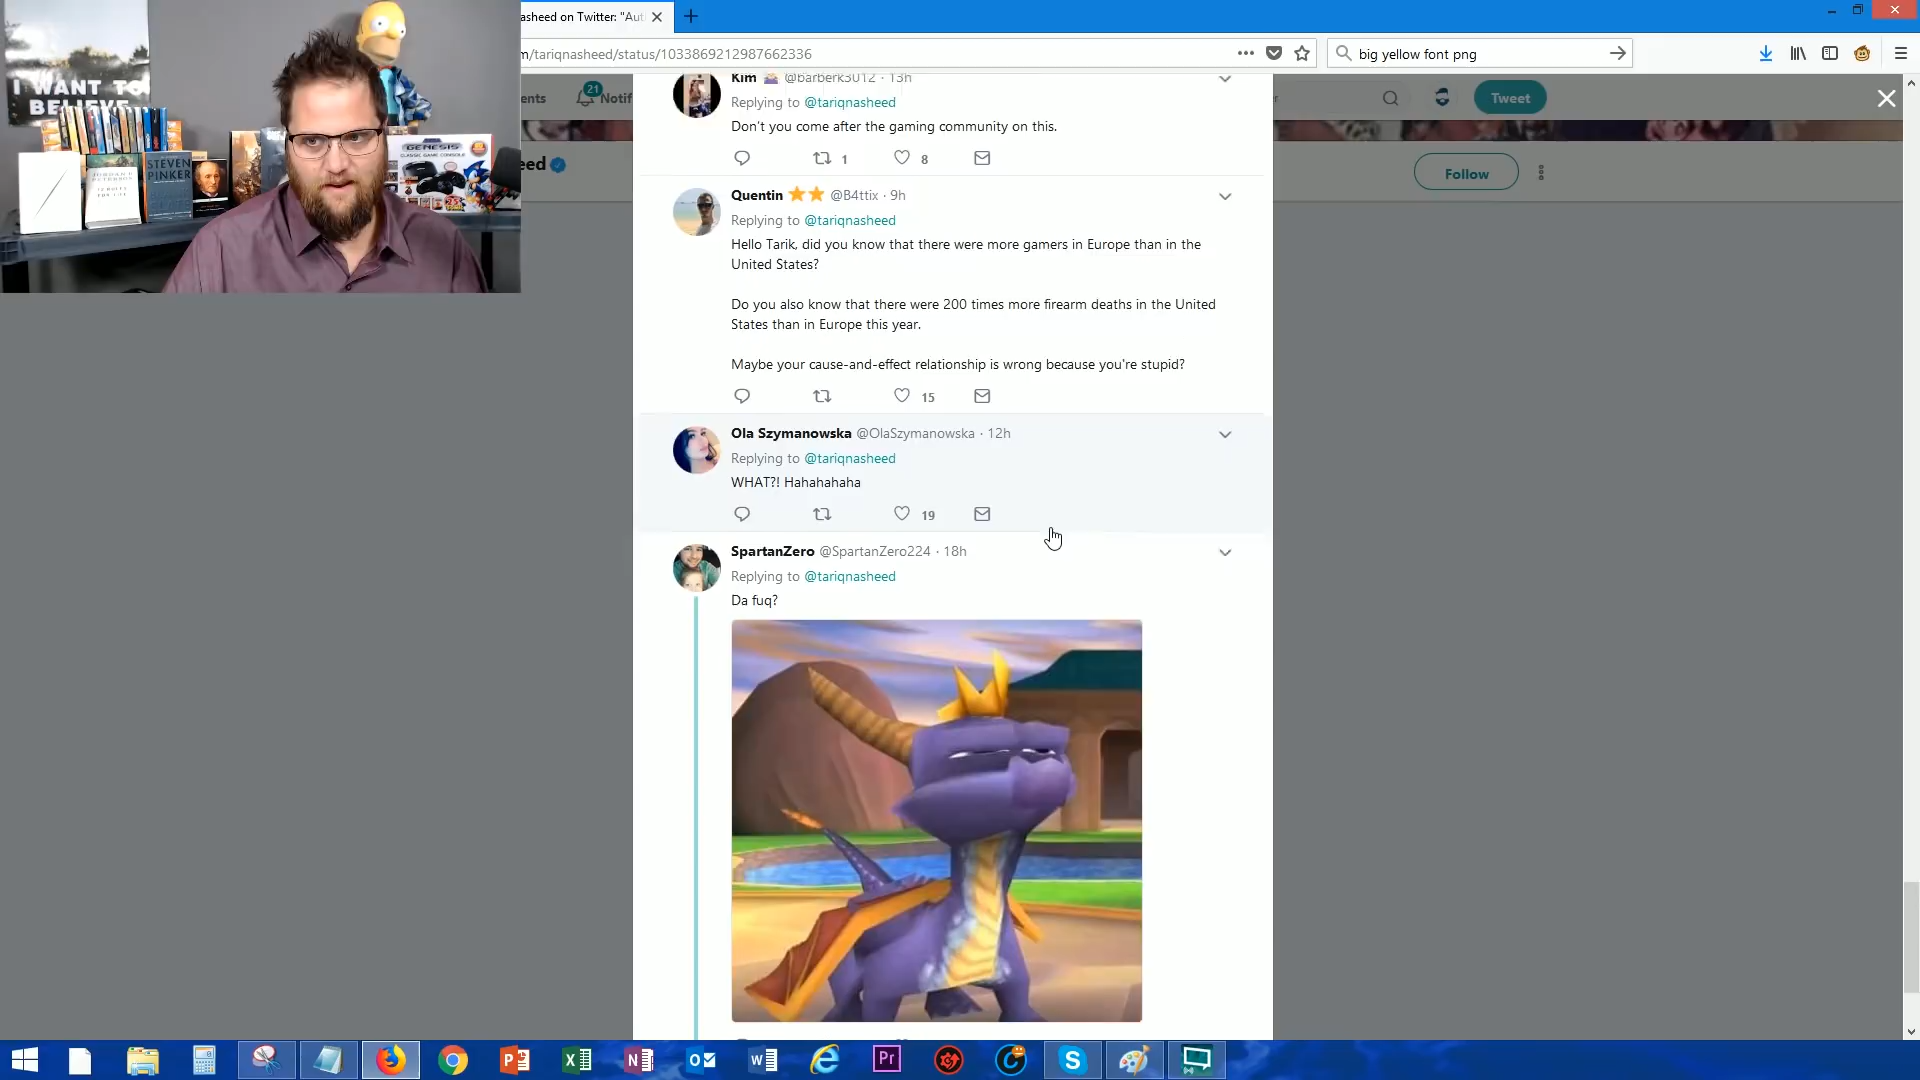 I WANT TO
BELIEVE
STEVEN
PINKER
JORDAN B.
PETERSON
GENESIS
CLASSIC GAME CONSOLE
asheed on Twitter: "Aut
m/tariqnasheed/status/1033869212987662336
big yellow font png
ents
21
Notif
Tweet
eed
Follow
Kim @barberk3012 · 13h
Replying to @tariqnasheed
Don't you come after the gaming community on this.
1 8
Quentin @B4ttix · 9h
Replying to @tariqnasheed
Hello Tarik, did you know that there were more gamers in Europe than in the
United States?
Do you also know that there were 200 times more firearm deaths in the United
States than in Europe this year.
Maybe your cause-and-effect relationship is wrong because you're stupid?
15
Ola Szymanowska @OlaSzymanowska · 12h
Replying to @tariqnasheed
WHAT?! Hahahahaha
19
SpartanZero @SpartanZero224 · 18h
Replying to @tariqnasheed
Da fuq?